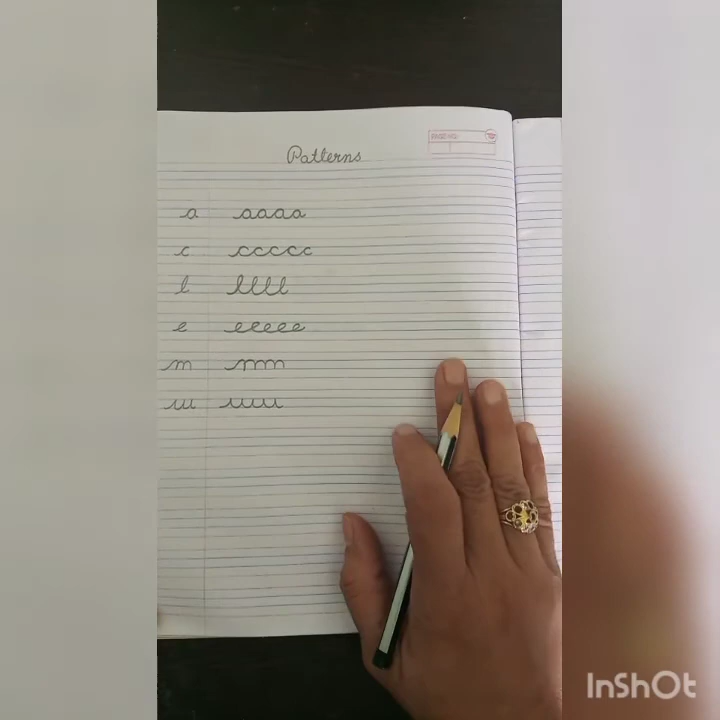 Patterns
PAGE NO.
a aaaa
c ccccc
l llll
e eeeee
m mm
u uuu
InShOt